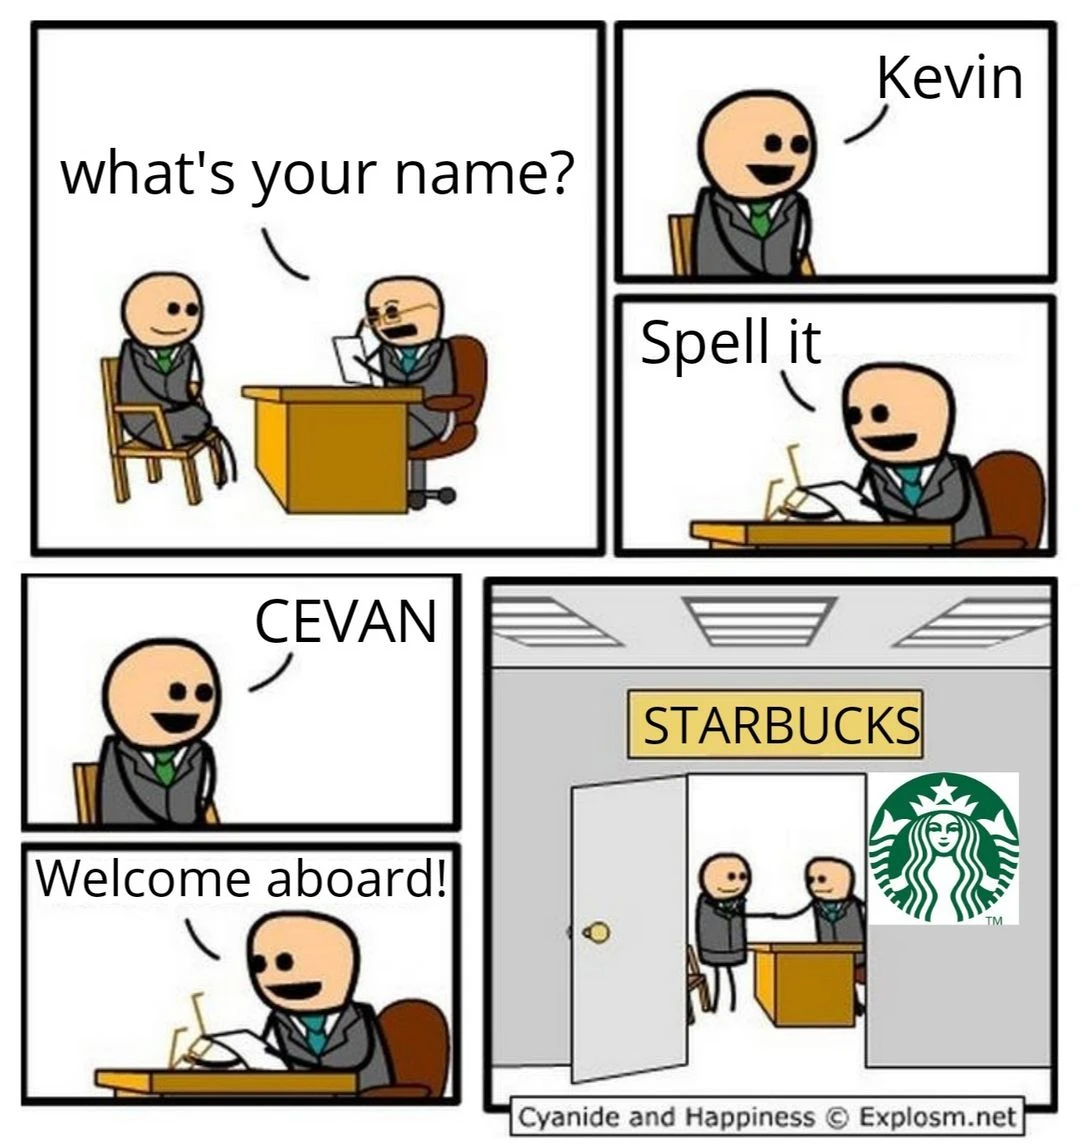 what's your name?
Kevin
Spell it
CEVAN
Welcome aboard!
STARBUCKS
TM
Cyanide and Happiness © Explosm.net